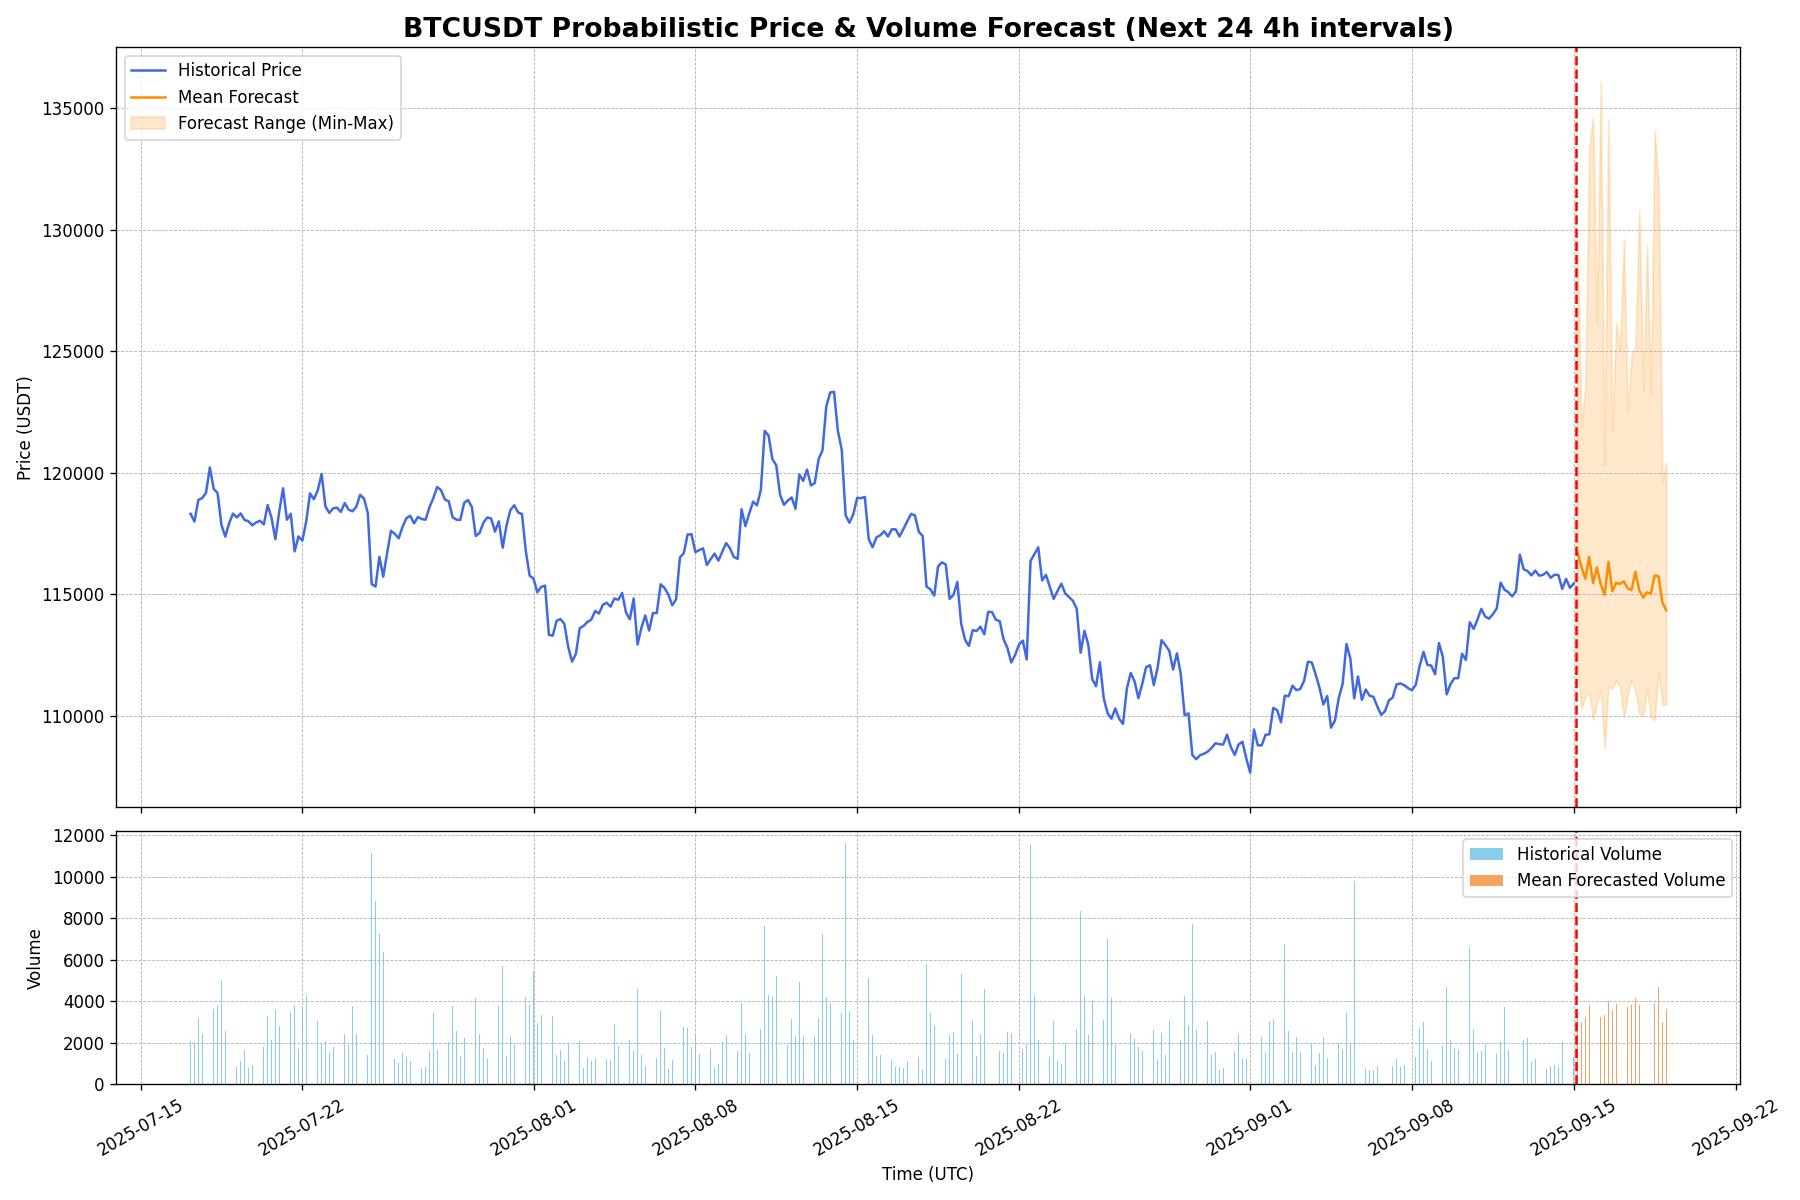 BTCUSDT Probabilistic Price & Volume Forecast (Next 24 4h intervals)
Historical Price
Mean Forecast
Forecast Range (Min-Max)
135000
130000
125000
120000
115000
110000
Price (USDT)
Historical Volume
Mean Forecasted Volume
12000
10000
8000
6000
4000
2000
0
Volume
2025-07-15
2025-07-22
2025-08-01
2025-08-08
2025-08-15
2025-08-22
2025-09-01
2025-09-08
2025-09-15
2025-09-22
Time (UTC)